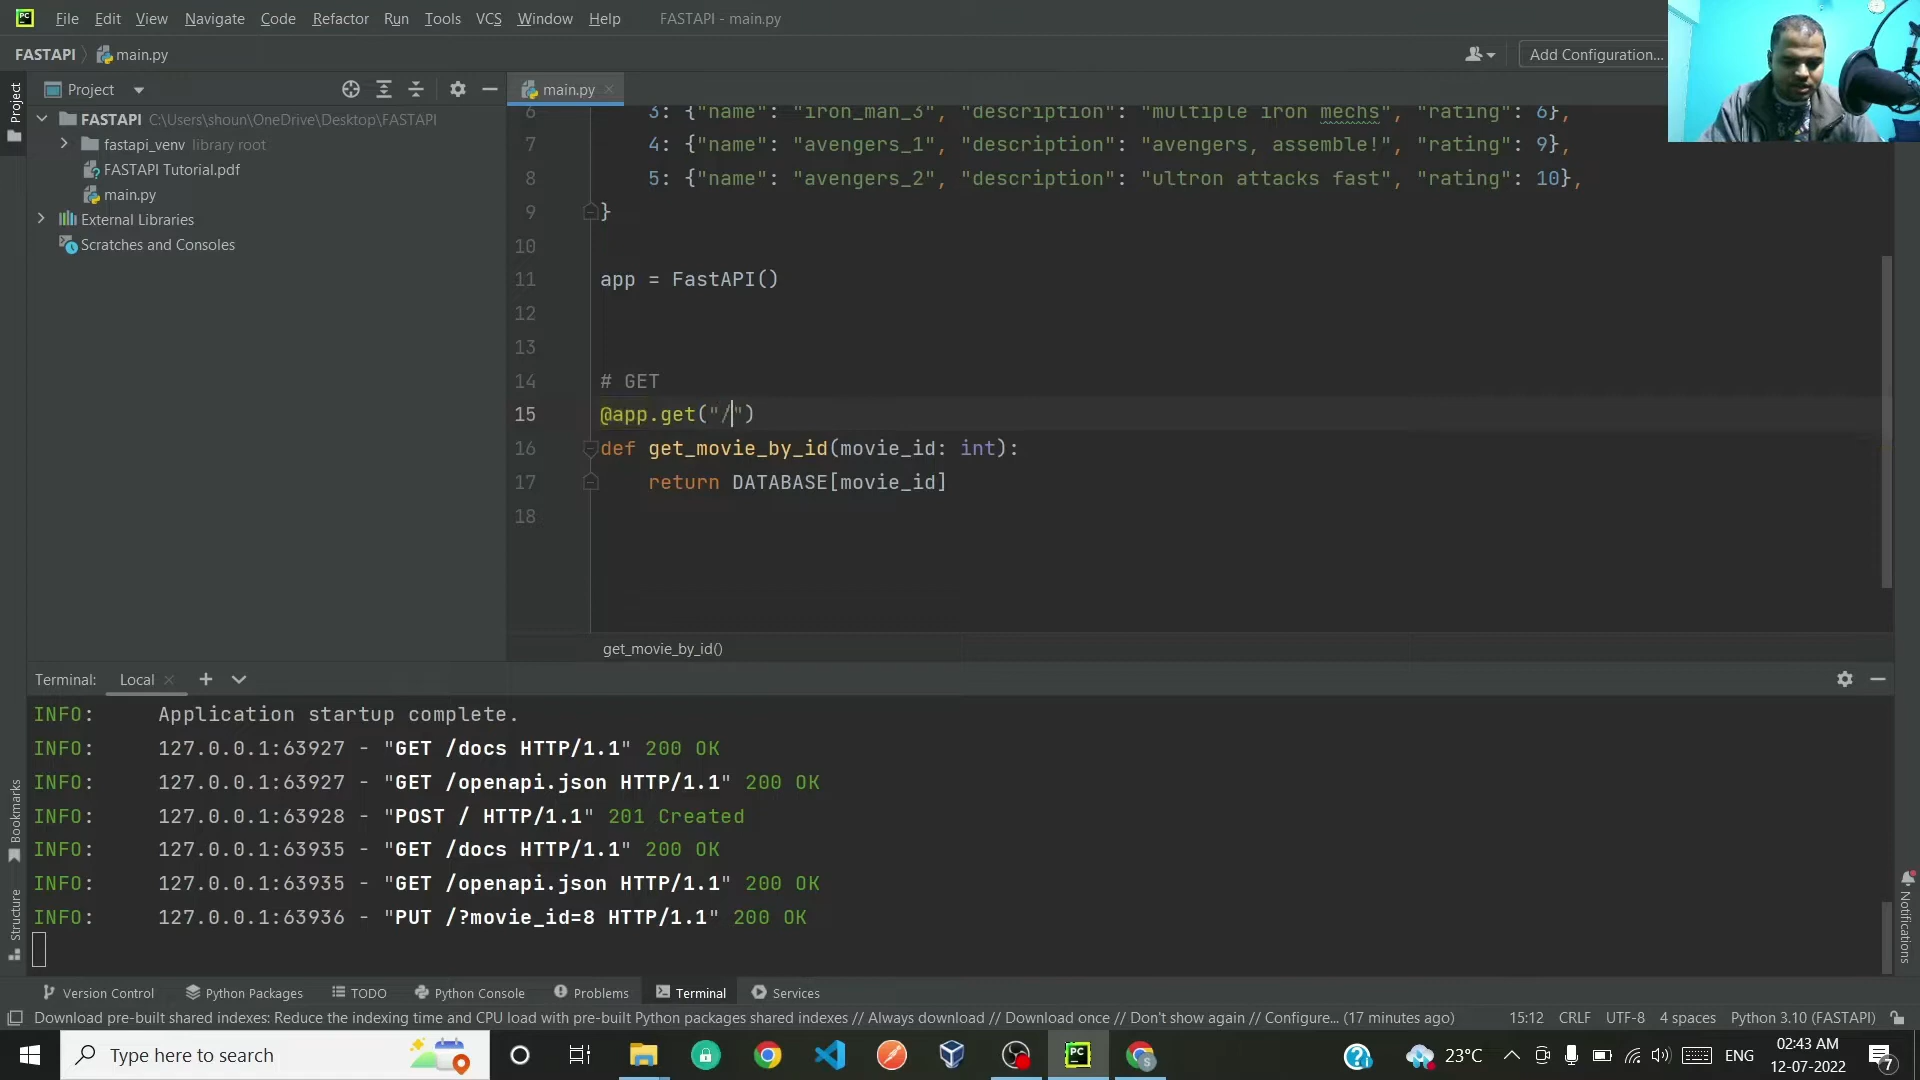 File Edit View Navigate Code Refactor Run Tools VCS Window Help FASTAPI - main.py
FASTAPI main.py Add Configuration...
Project
Project
main.py
FASTAPI C:\Users\shoun\OneDrive\Desktop\FASTAPI
fastapi_venv library root
FASTAPI Tutorial.pdf
main.py
External Libraries
Scratches and Consoles
6 3: {"name": "iron_man_3", "description": "multiple iron mechs", "rating": 6},
7 4: {"name": "avengers_1", "description": "avengers, assemble!", "rating": 9},
8 5: {"name": "avengers_2", "description": "ultron attacks fast", "rating": 10},
9 }
10
11 app = FastAPI()
12
13
14 # GET
15 @app.get("/")
16 def get_movie_by_id(movie_id: int):
17 return DATABASE[movie_id]
18
get_movie_by_id()
Terminal: Local
INFO: Application startup complete.
INFO: 127.0.0.1:63927 - "GET /docs HTTP/1.1" 200 OK
INFO: 127.0.0.1:63927 - "GET /openapi.json HTTP/1.1" 200 OK
INFO: 127.0.0.1:63928 - "POST / HTTP/1.1" 201 Created
INFO: 127.0.0.1:63935 - "GET /docs HTTP/1.1" 200 OK
INFO: 127.0.0.1:63935 - "GET /openapi.json HTTP/1.1" 200 OK
INFO: 127.0.0.1:63936 - "PUT /?movie_id=8 HTTP/1.1" 200 OK
Bookmarks
Structure
Notifications
Version Control Python Packages TODO Python Console Problems Terminal Services
Download pre-built shared indexes: Reduce the indexing time and CPU load with pre-built Python packages shared indexes // Always download // Download once // Don't show again // Configure... (17 minutes ago) 15:12 CRLF UTF-8 4 spaces Python 3.10 (FASTAPI)
Type here to search
23°C ENG
02:43 AM
12-07-2022
7